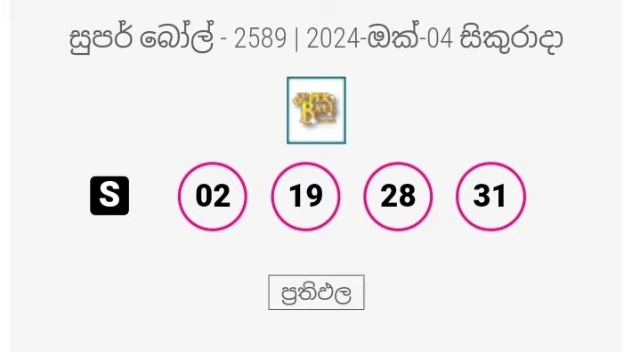 සුපර් බෝල් - 2589 | 2024-ඔක්-04 සිකුරාදා
S 02 19 28 31
ප්‍රතිඵල